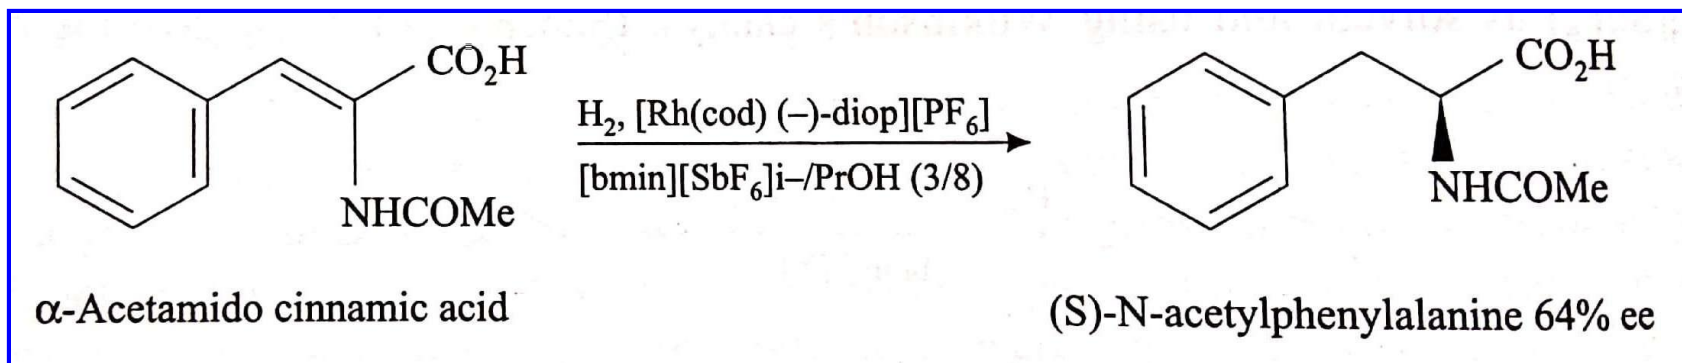 CO₂H
NHCOMe
H₂, [Rh(cod) (–)-diop][PF₆]
[bmin][SbF₆]i–/PrOH (3/8)
CO₂H
NHCOMe
α-Acetamido cinnamic acid
(S)-N-acetylphenylalanine 64% ee